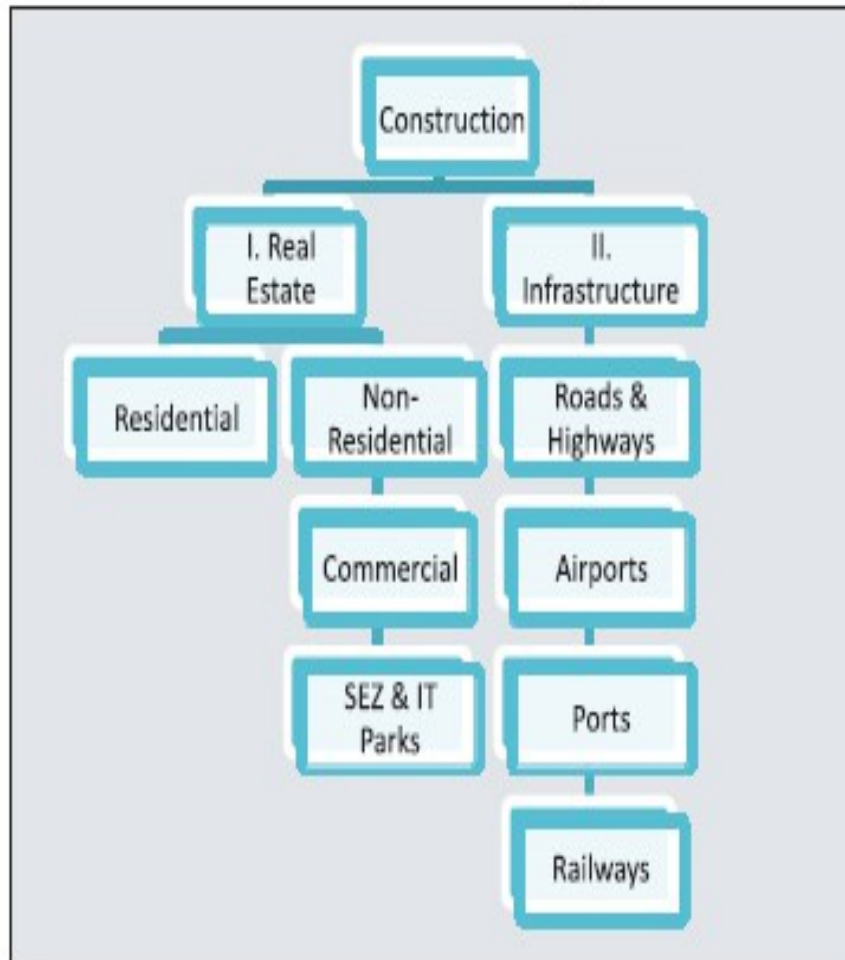 Construction
I. Real
Estate
II.
Infrastructure
Residential
Non-
Residential
Roads &
Highways
Commercial
Airports
SEZ & IT
Parks
Ports
Railways